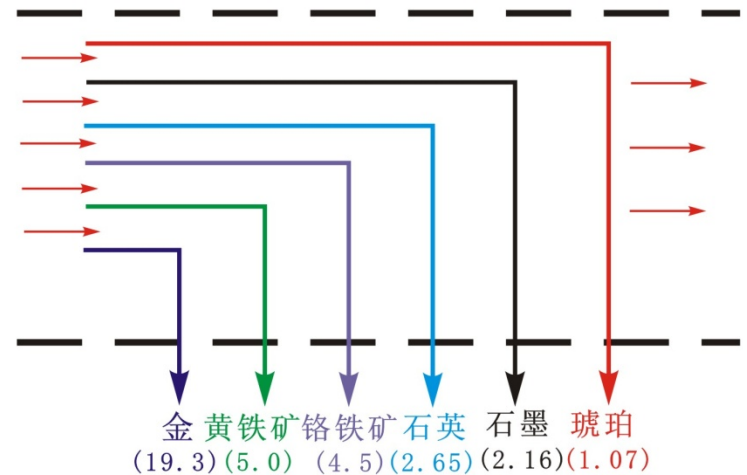 金 黄铁矿 铬铁矿 石英 石墨 琥珀
(19.3) (5.0) (4.5) (2.65) (2.16) (1.07)